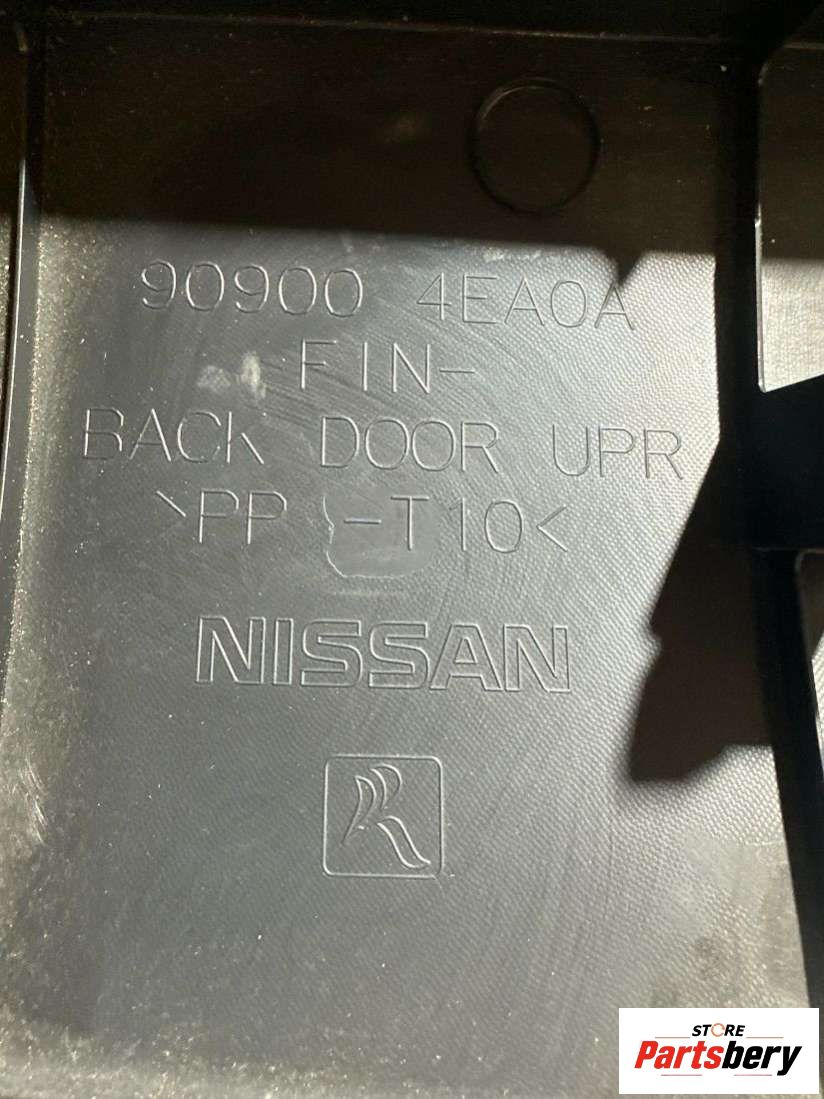 90900 4EA0A
FIN-
BACK DOOR UPR
>PP -T10<
NISSAN
R
STORE
Partsbery